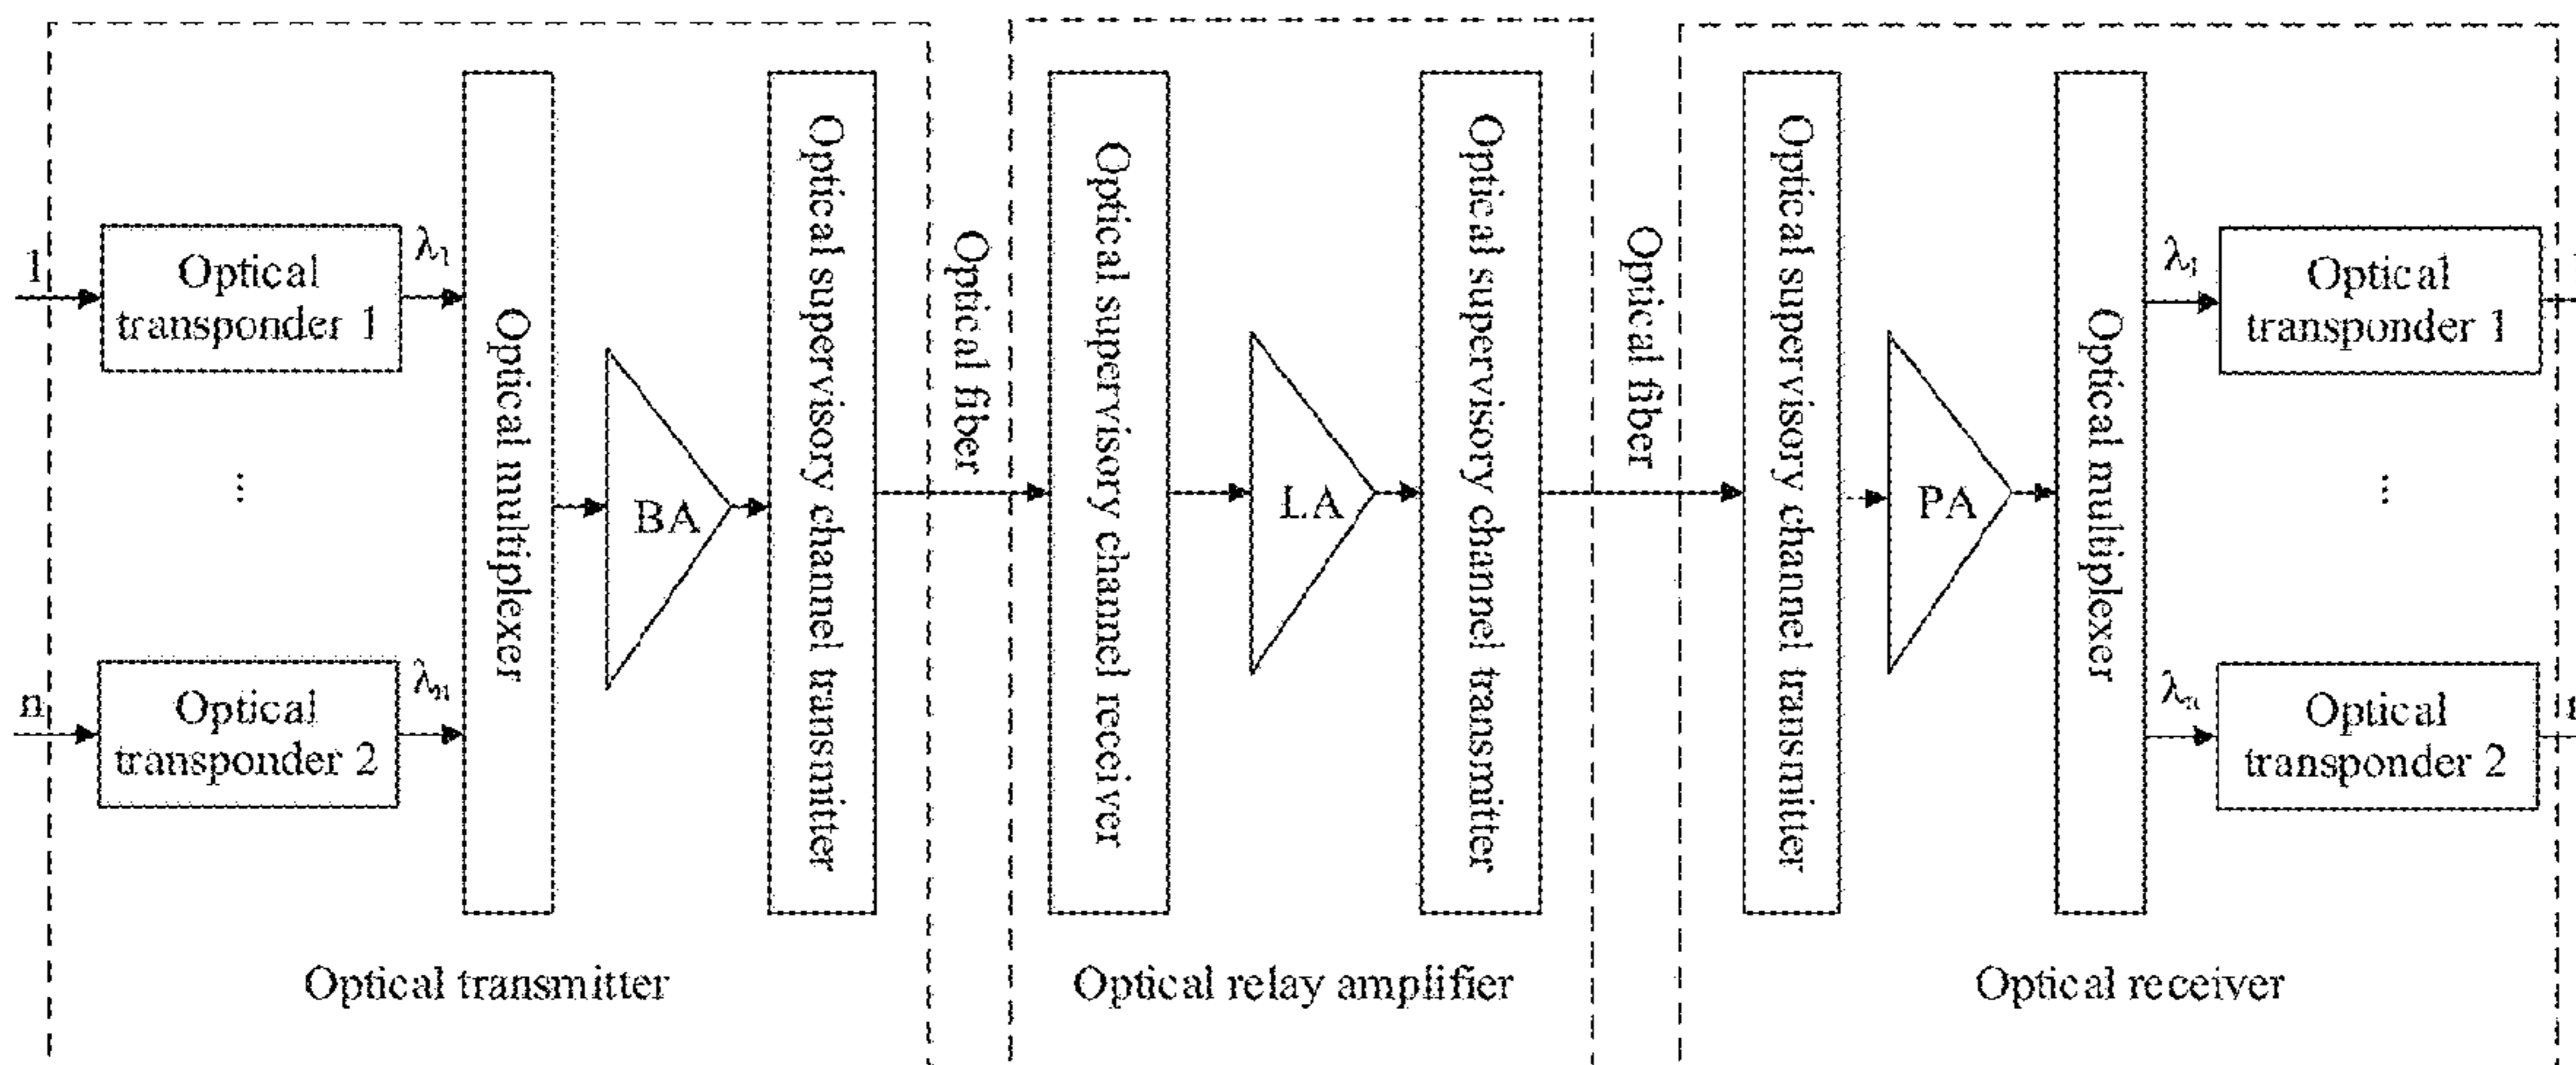 1
Optical
transponder 1
λ1
⋮
n
Optical
transponder 2
λn
Optical multiplexer
BA
Optical supervisory channel transmitter
Optical transmitter
Optical fiber
Optical supervisory channel receiver
LA
Optical supervisory channel transmitter
Optical relay amplifier
Optical fiber
Optical supervisory channel transmitter
PA
Optical multiplexer
λ1
Optical
transponder 1
⋮
λn
Optical
transponder 2
Optical receiver